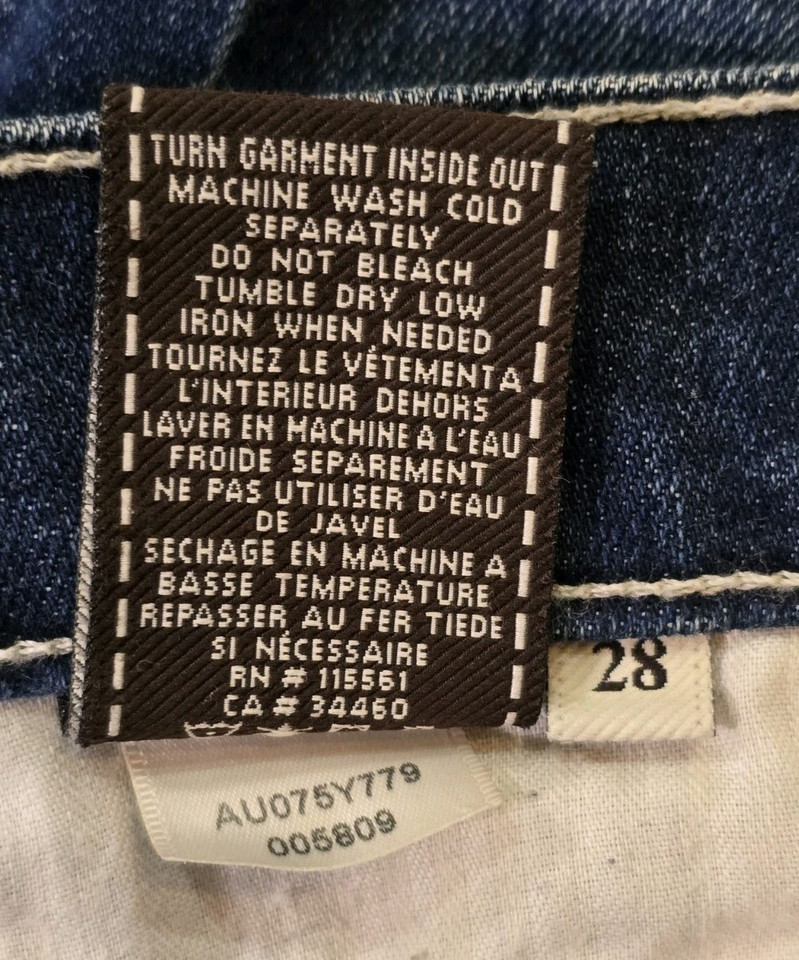 TURN GARMENT INSIDE OUT
MACHINE WASH COLD
SEPARATELY
DO NOT BLEACH
TUMBLE DRY LOW
IRON WHEN NEEDED
TOURNEZ LE VÊTEMENT A
L'INTERIEUR DEHORS
LAVER EN MACHINE A L'EAU
FROIDE SEPAREMENT
NE PAS UTILISER D'EAU
DE JAVEL
SECHAGE EN MACHINE A
BASSE TEMPERATURE
REPASSER AU FER TIEDE
SI NÉCESSAIRE
RN # 115561
CA # 34460
28
AU075Y779
005809